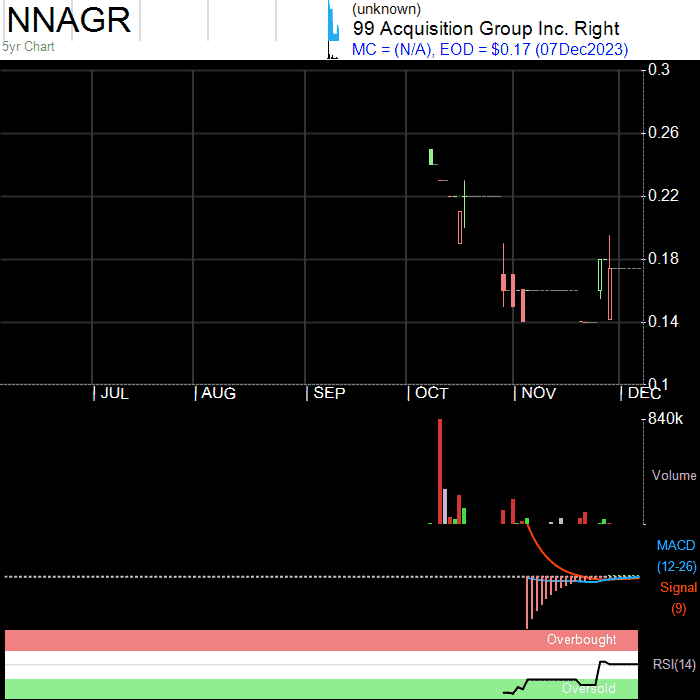 NNAGR
5yr Chart
(unknown)
99 Acquisition Group Inc. Right
MC = (N/A), EOD = $0.17 (07Dec2023)
0.3
0.26
0.22
0.18
0.14
0.1
JUL AUG SEP OCT NOV DEC
840k
Volume
MACD
(12-26)
Signal
(9)
Overbought
RSI(14)
Oversold